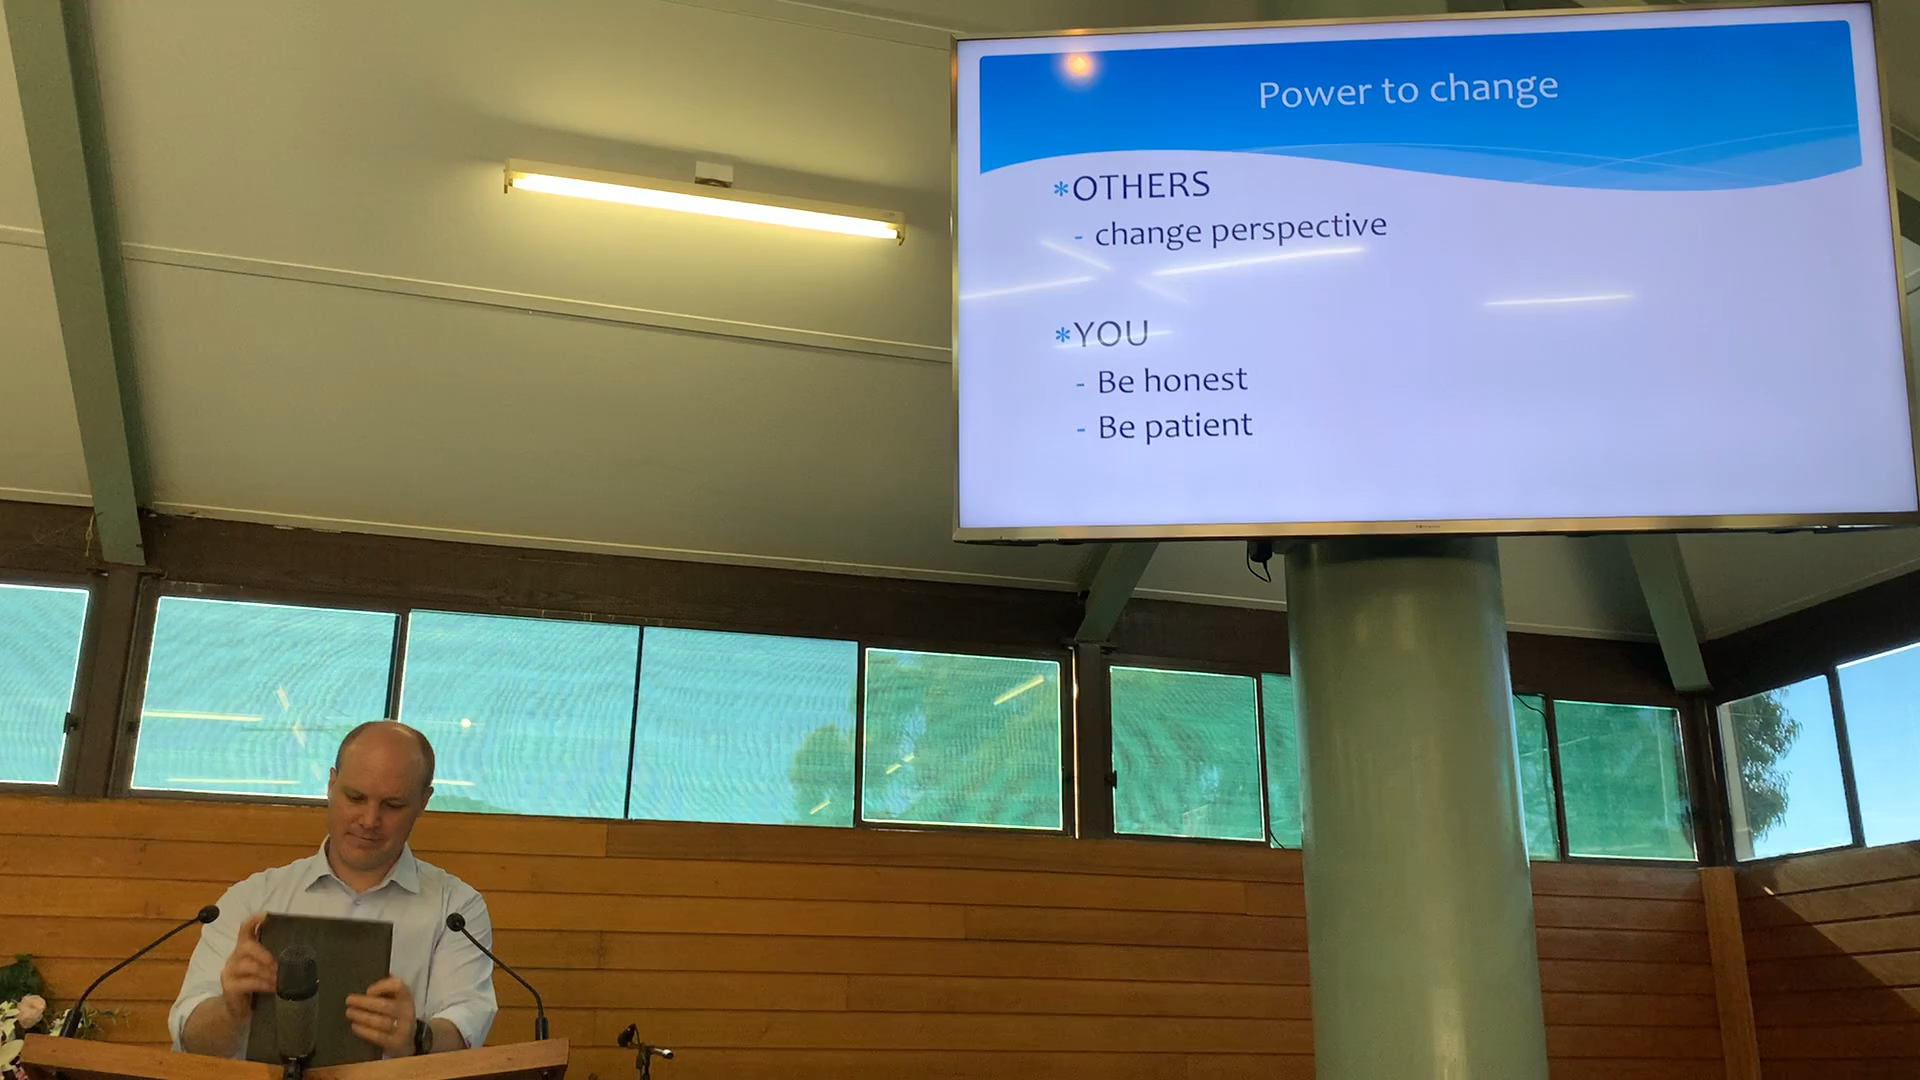 Power to change
*OTHERS
- change perspective
*YOU
- Be honest
- Be patient